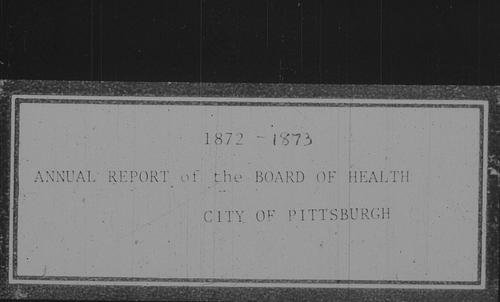 1872 - 1873
ANNUAL REPORT of the BOARD OF HEALTH
CITY OF PITTSBURGH